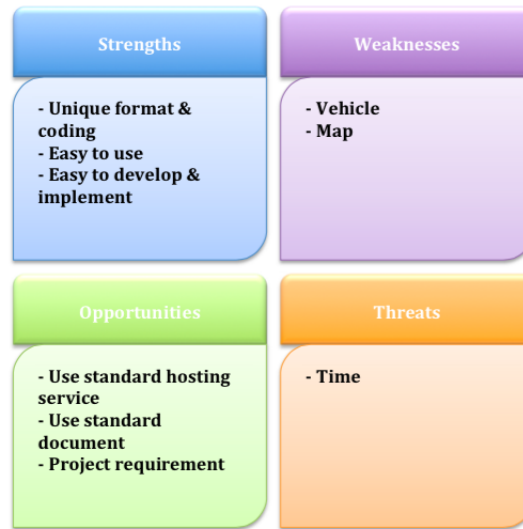 Strengths
- Unique format &
coding
- Easy to use
- Easy to develop &
implement
Weaknesses
- Vehicle
- Map
Opportunities
- Use standard hosting
service
- Use standard
document
- Project requirement
Threats
- Time